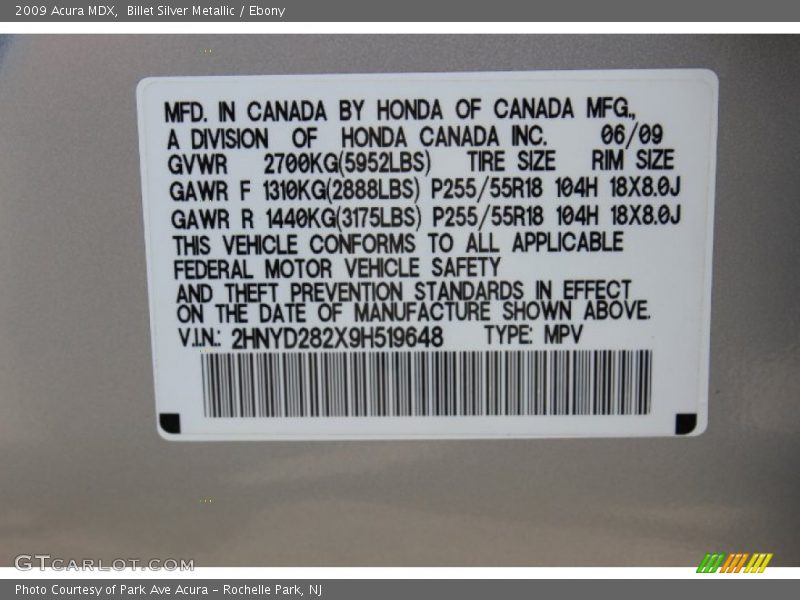 2009 Acura MDX, Billet Silver Metallic / Ebony
MFD. IN CANADA BY HONDA OF CANADA MFG.,
A DIVISION OF HONDA CANADA INC. 06/09
GVWR 2700KG(5952LBS) TIRE SIZE RIM SIZE
GAWR F 1310KG(2888LBS) P255/55R18 104H 18X8.0J
GAWR R 1440KG(3175LBS) P255/55R18 104H 18X8.0J
THIS VEHICLE CONFORMS TO ALL APPLICABLE
FEDERAL MOTOR VEHICLE SAFETY
AND THEFT PREVENTION STANDARDS IN EFFECT
ON THE DATE OF MANUFACTURE SHOWN ABOVE.
V.I.N.: 2HNYD282X9H519648 TYPE: MPV
GTCARLOT.COM
Photo Courtesy of Park Ave Acura - Rochelle Park, NJ